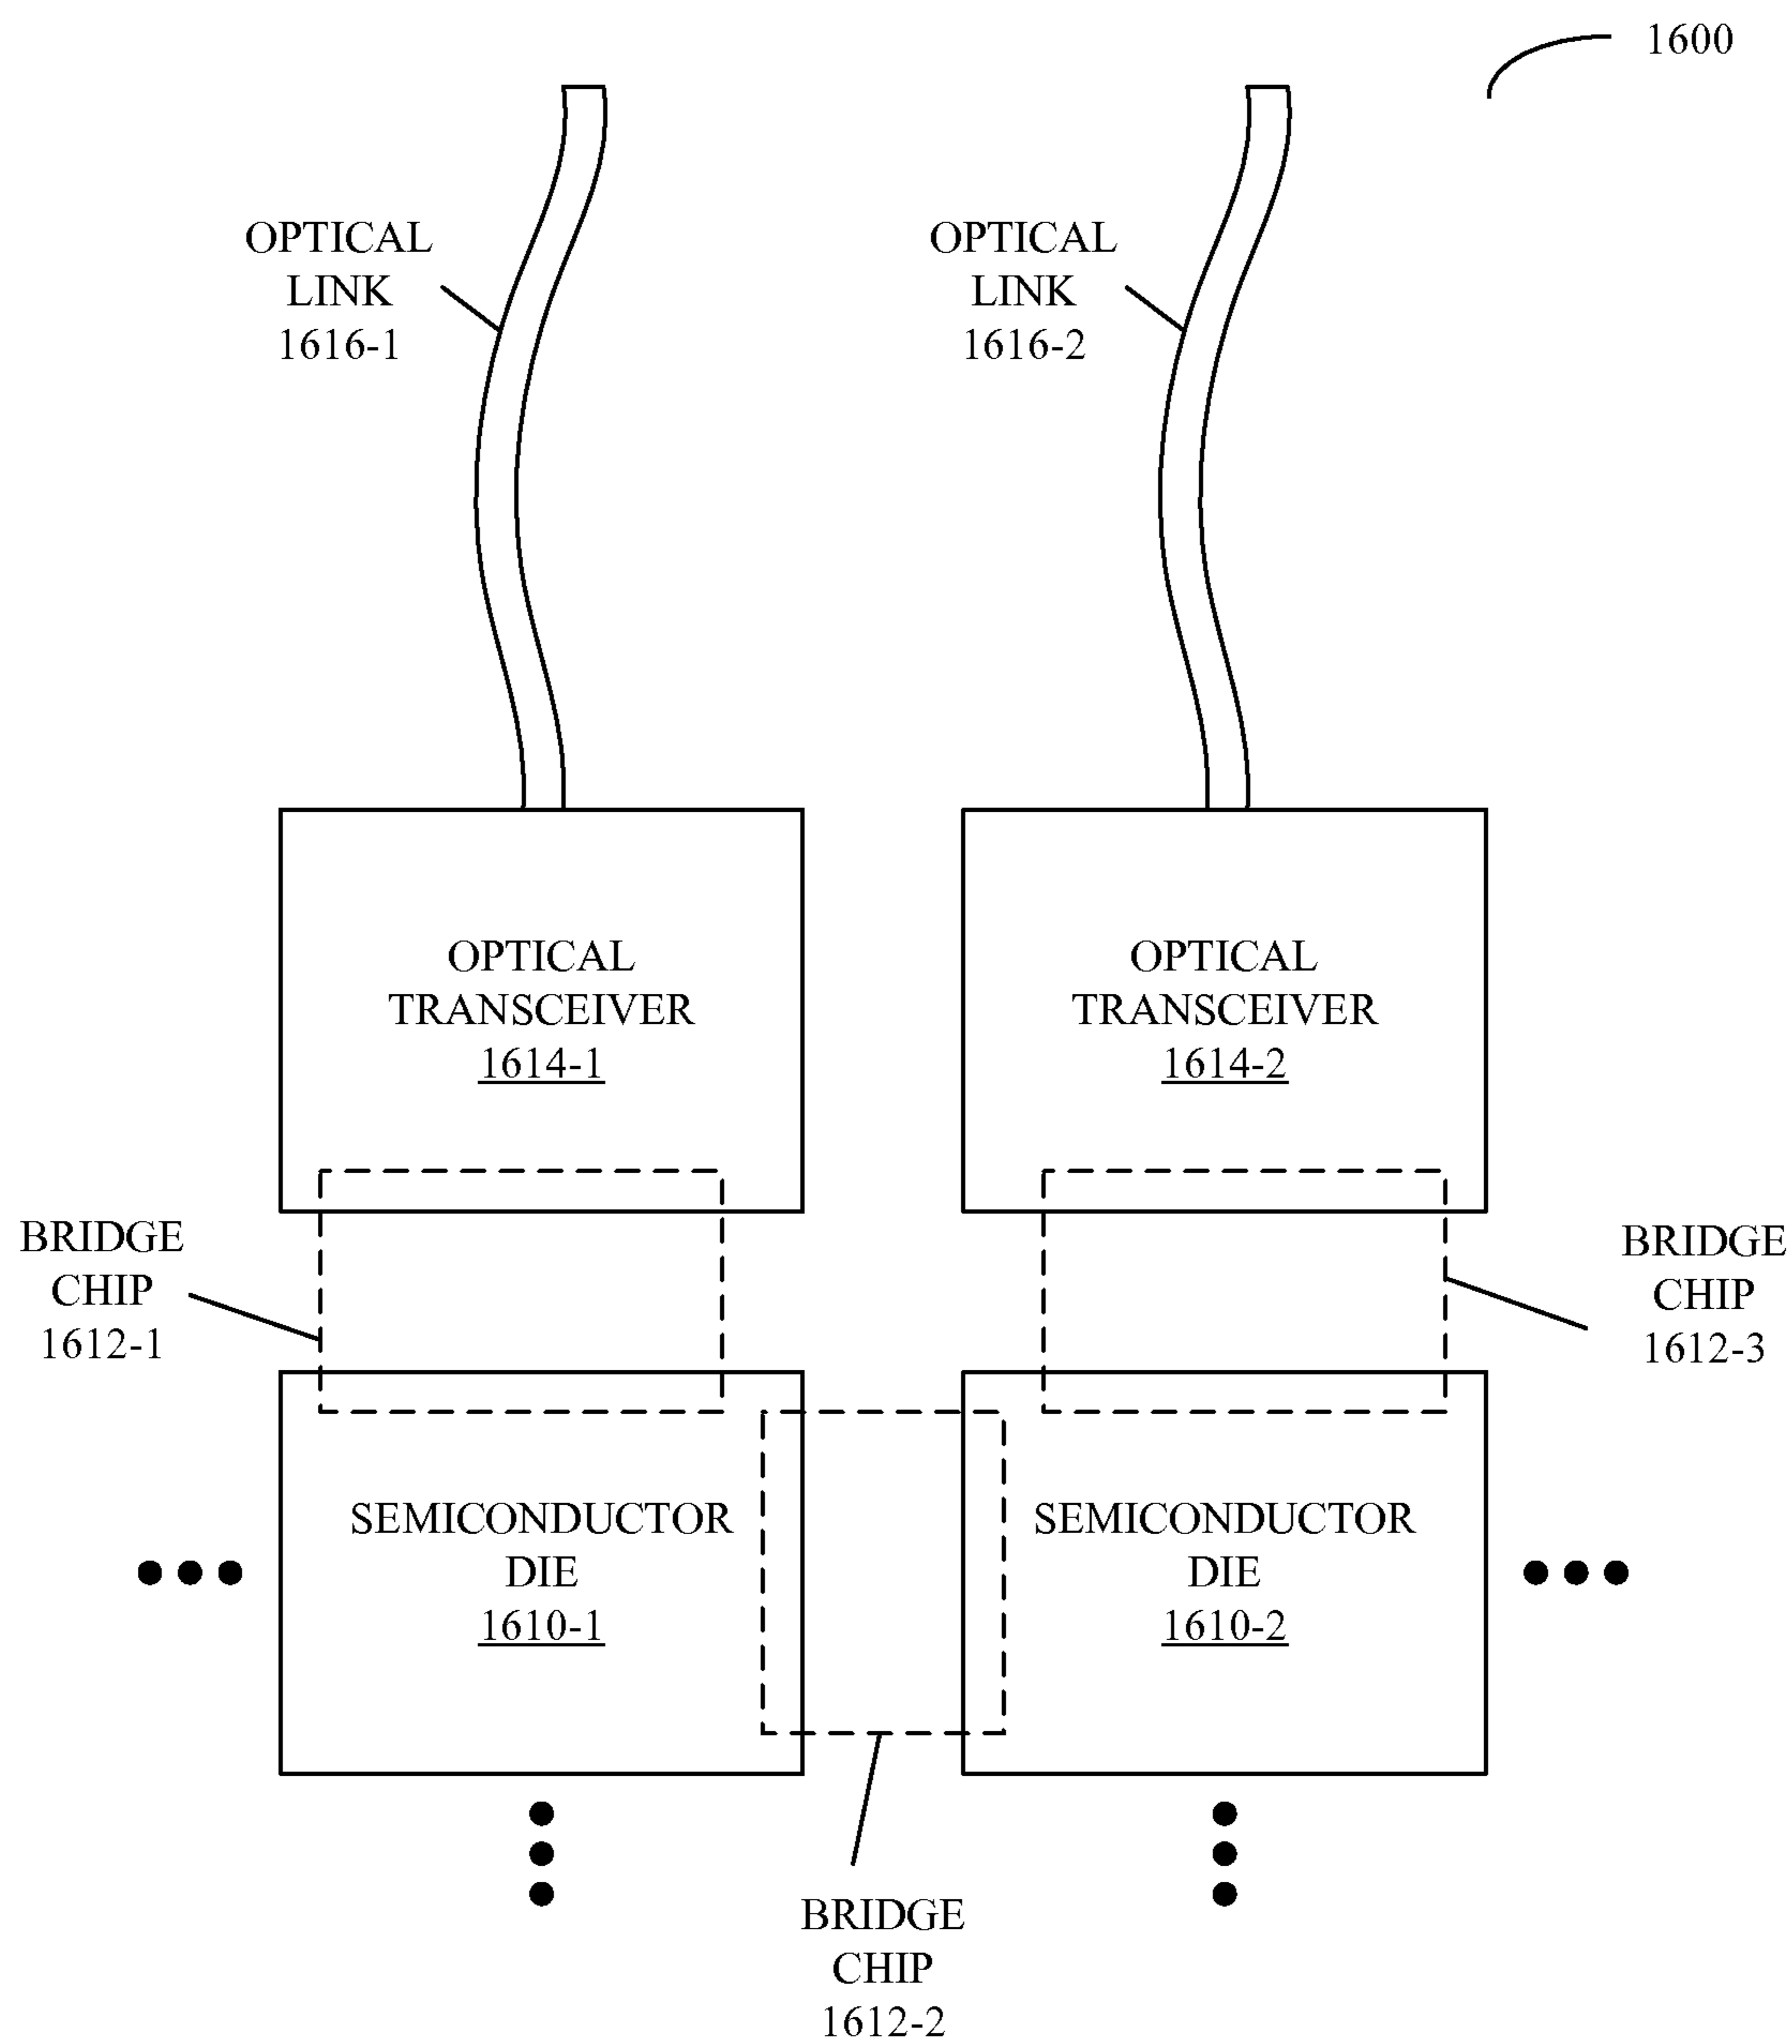 1600
OPTICAL
LINK
1616-1
OPTICAL
LINK
1616-2
OPTICAL
TRANSCEIVER
1614-1
OPTICAL
TRANSCEIVER
1614-2
BRIDGE
CHIP
1612-1
BRIDGE
CHIP
1612-3
SEMICONDUCTOR
DIE
1610-1
SEMICONDUCTOR
DIE
1610-2
BRIDGE
CHIP
1612-2